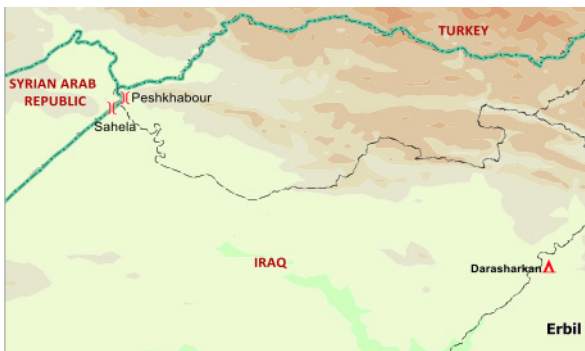 TURKEY
SYRIAN ARAB
REPUBLIC
Peshkhabour
Sahela
IRAQ
Darasharkan
Erbil